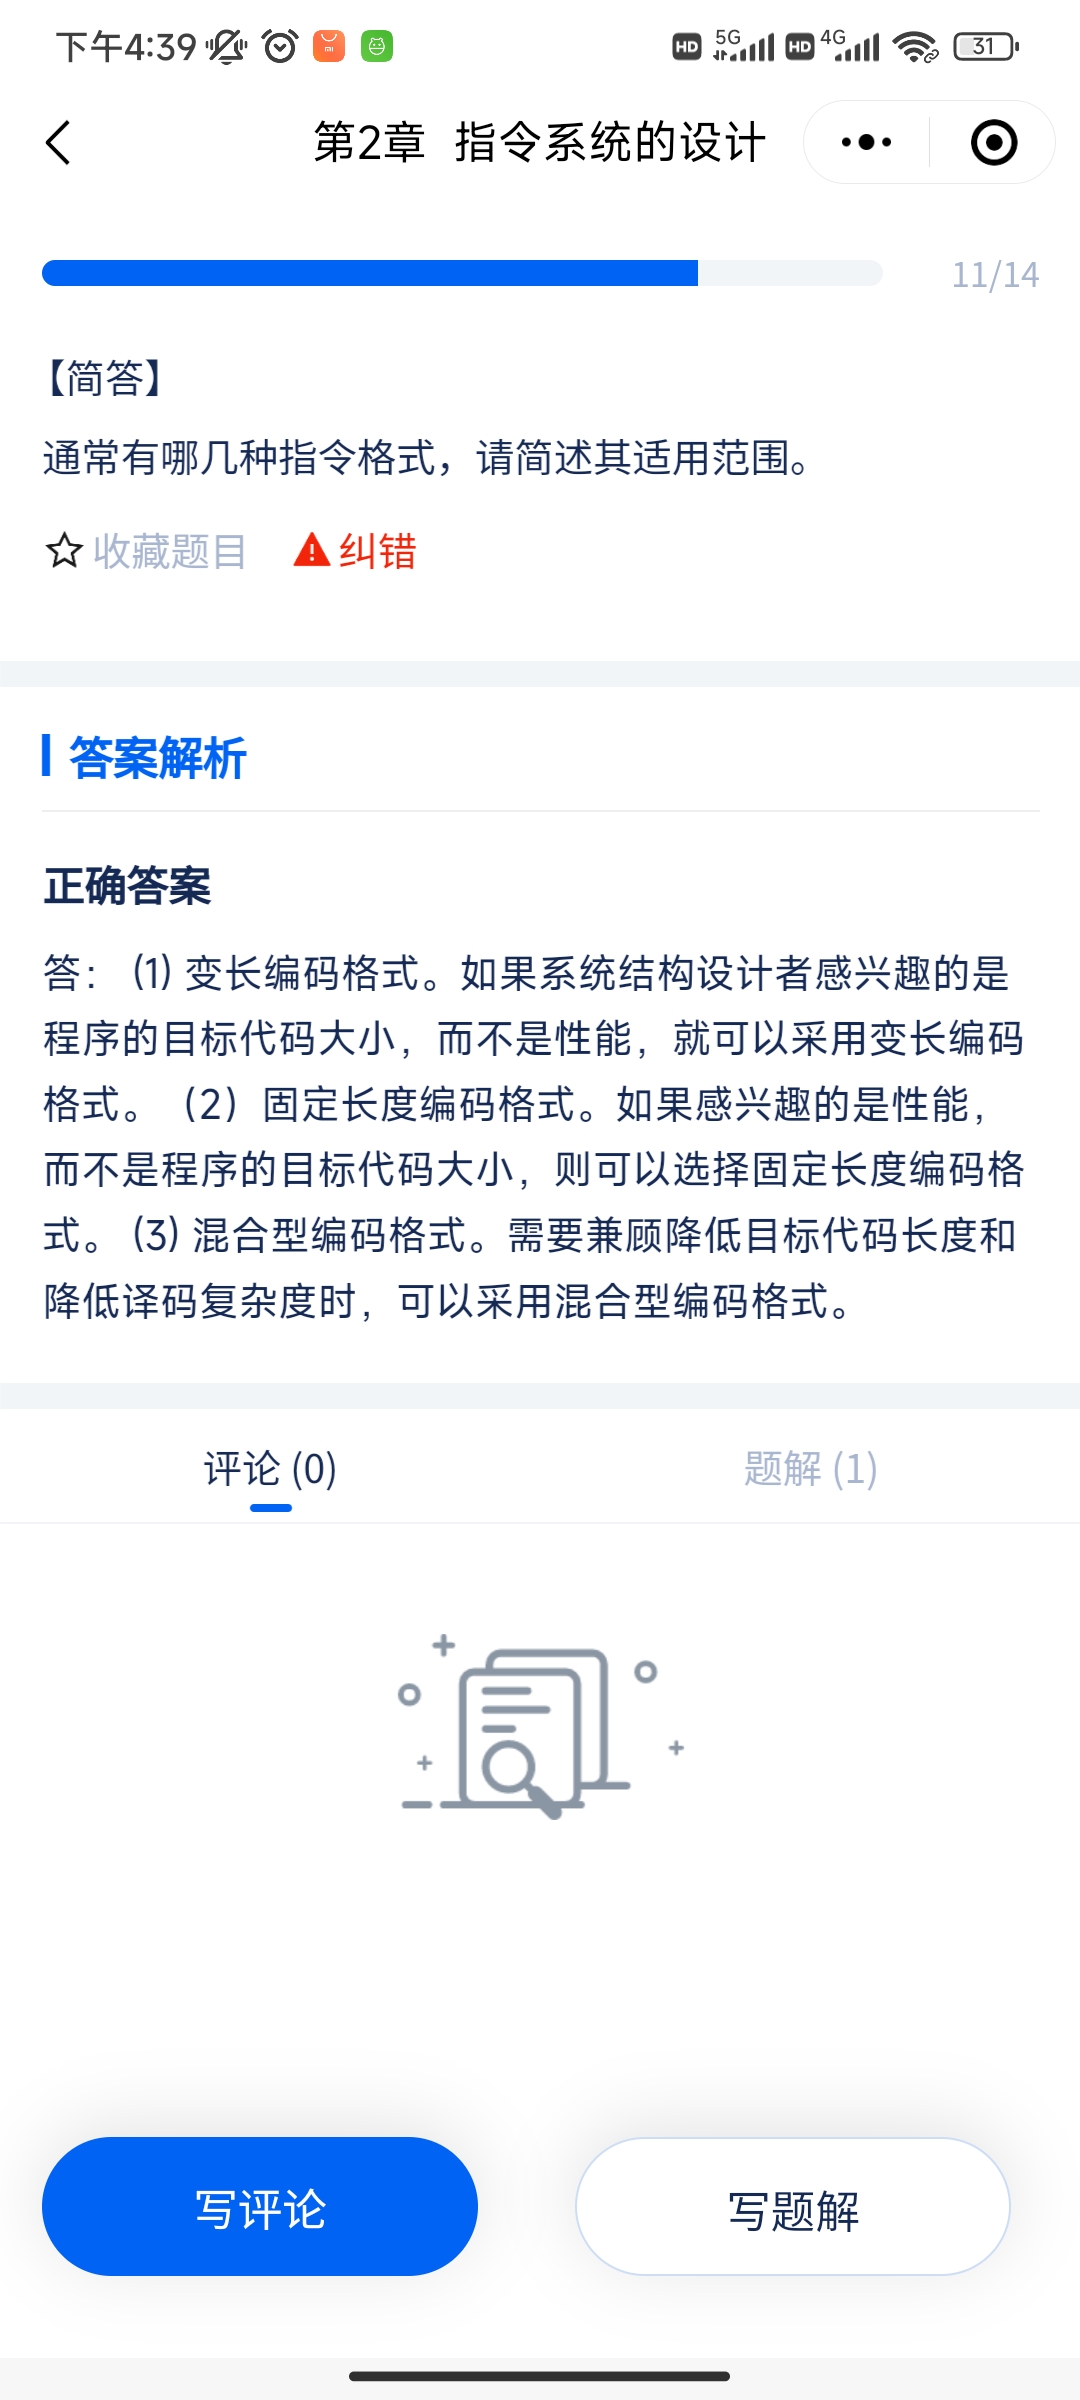 下午4:39
HD 5G HD 4G 31
第2章 指令系统的设计
11/14
【简答】
通常有哪几种指令格式，请简述其适用范围。
收藏题目 纠错
答案解析
正确答案
答： (1) 变长编码格式。如果系统结构设计者感兴趣的是
程序的目标代码大小，而不是性能，就可以采用变长编码
格式。 （2）固定长度编码格式。如果感兴趣的是性能，
而不是程序的目标代码大小，则可以选择固定长度编码格
式。 (3) 混合型编码格式。需要兼顾降低目标代码长度和
降低译码复杂度时，可以采用混合型编码格式。
评论 (0) 题解 (1)
写评论 写题解